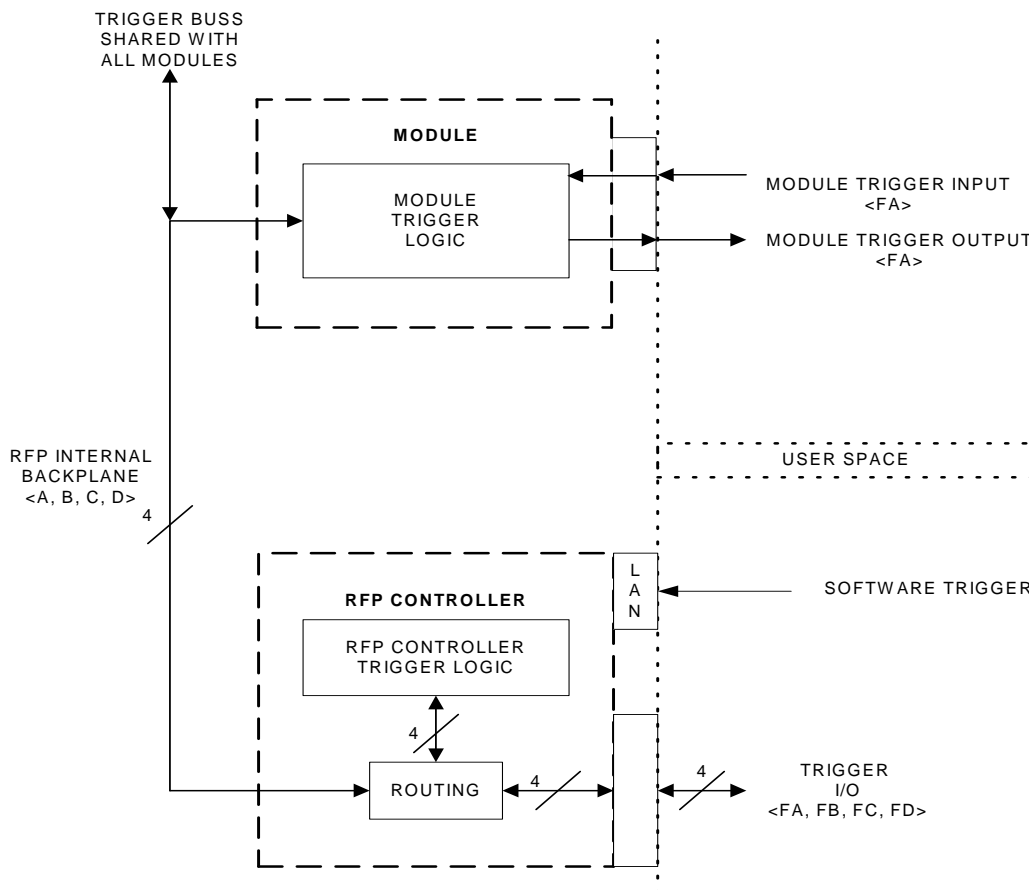 TRIGGER BUSS
SHARED WITH
ALL MODULES
MODULE
MODULE
TRIGGER
LOGIC
MODULE TRIGGER INPUT
<FA>
MODULE TRIGGER OUTPUT
<FA>
RFP INTERNAL
BACKPLANE
<A, B, C, D>
4
USER SPACE
L
A
N
SOFTWARE TRIGGER
RFP CONTROLLER
RFP CONTROLLER
TRIGGER LOGIC
4
ROUTING
4
4
TRIGGER
I/O
<FA, FB, FC, FD>